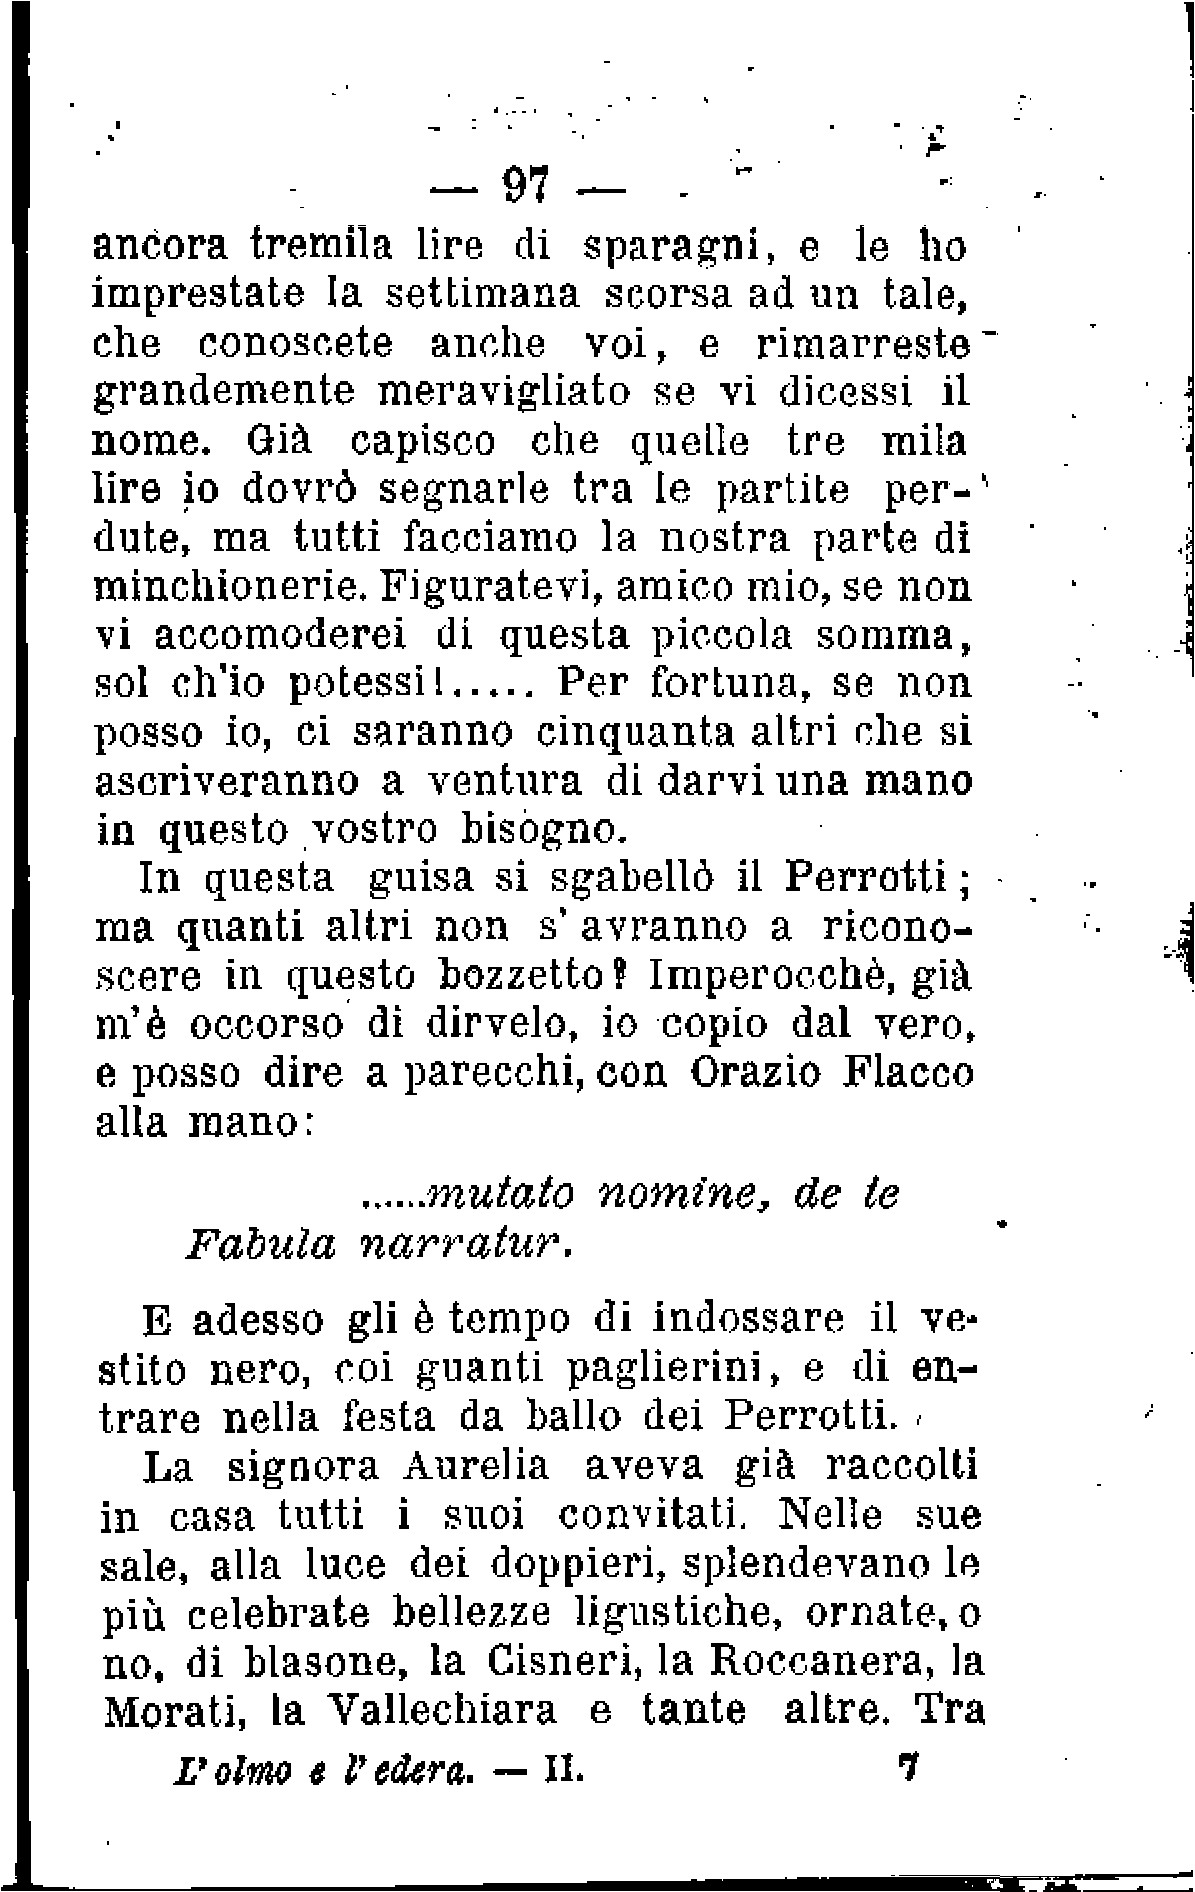 — 97 —
ancora tremila lire di sparagni, e le ho
imprestate la settimana scorsa ad un tale,
che conoscete anche voi, e rimarreste
grandemente meravigliato se vi dicessi il
nome. Già capisco che quelle tre mila
lire io dovrò segnarle tra le partite per-
dute, ma tutti facciamo la nostra parte di
minchionerie. Figuratevi, amico mio, se non
vi accomoderei di questa piccola somma,
sol ch'io potessi!..... Per fortuna, se non
posso io, ci saranno cinquanta altri che si
ascriveranno a ventura di darvi una mano
in questo vostro bisogno.
In questa guisa si sgabellò il Perrotti;
ma quanti altri non s' avranno a ricono-
scere in questo bozzetto? Imperocchè, già
m'è occorso di dirvelo, io copio dal vero,
e posso dire a parecchi, con Orazio Flacco
alla mano:
......mutato nomine, de te
Fabula narratur.
E adesso gli è tempo di indossare il ve-
stito nero, coi guanti paglierini, e di en-
trare nella festa da ballo dei Perrotti.
La signora Aurelia aveva già raccolti
in casa tutti i suoi convitati. Nelle sue
sale, alla luce dei doppieri, splendevano le
più celebrate bellezze ligustiche, ornate, o
no, di blasone, la Cisneri, la Roccanera, la
Morati, la Vallechiara e tante altre. Tra
L' olmo e l' edera. — II. 7